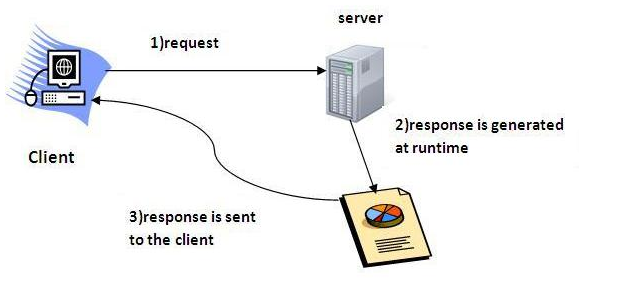 server
1)request
2)response is generated
at runtime
Client
3)response is sent
to the client